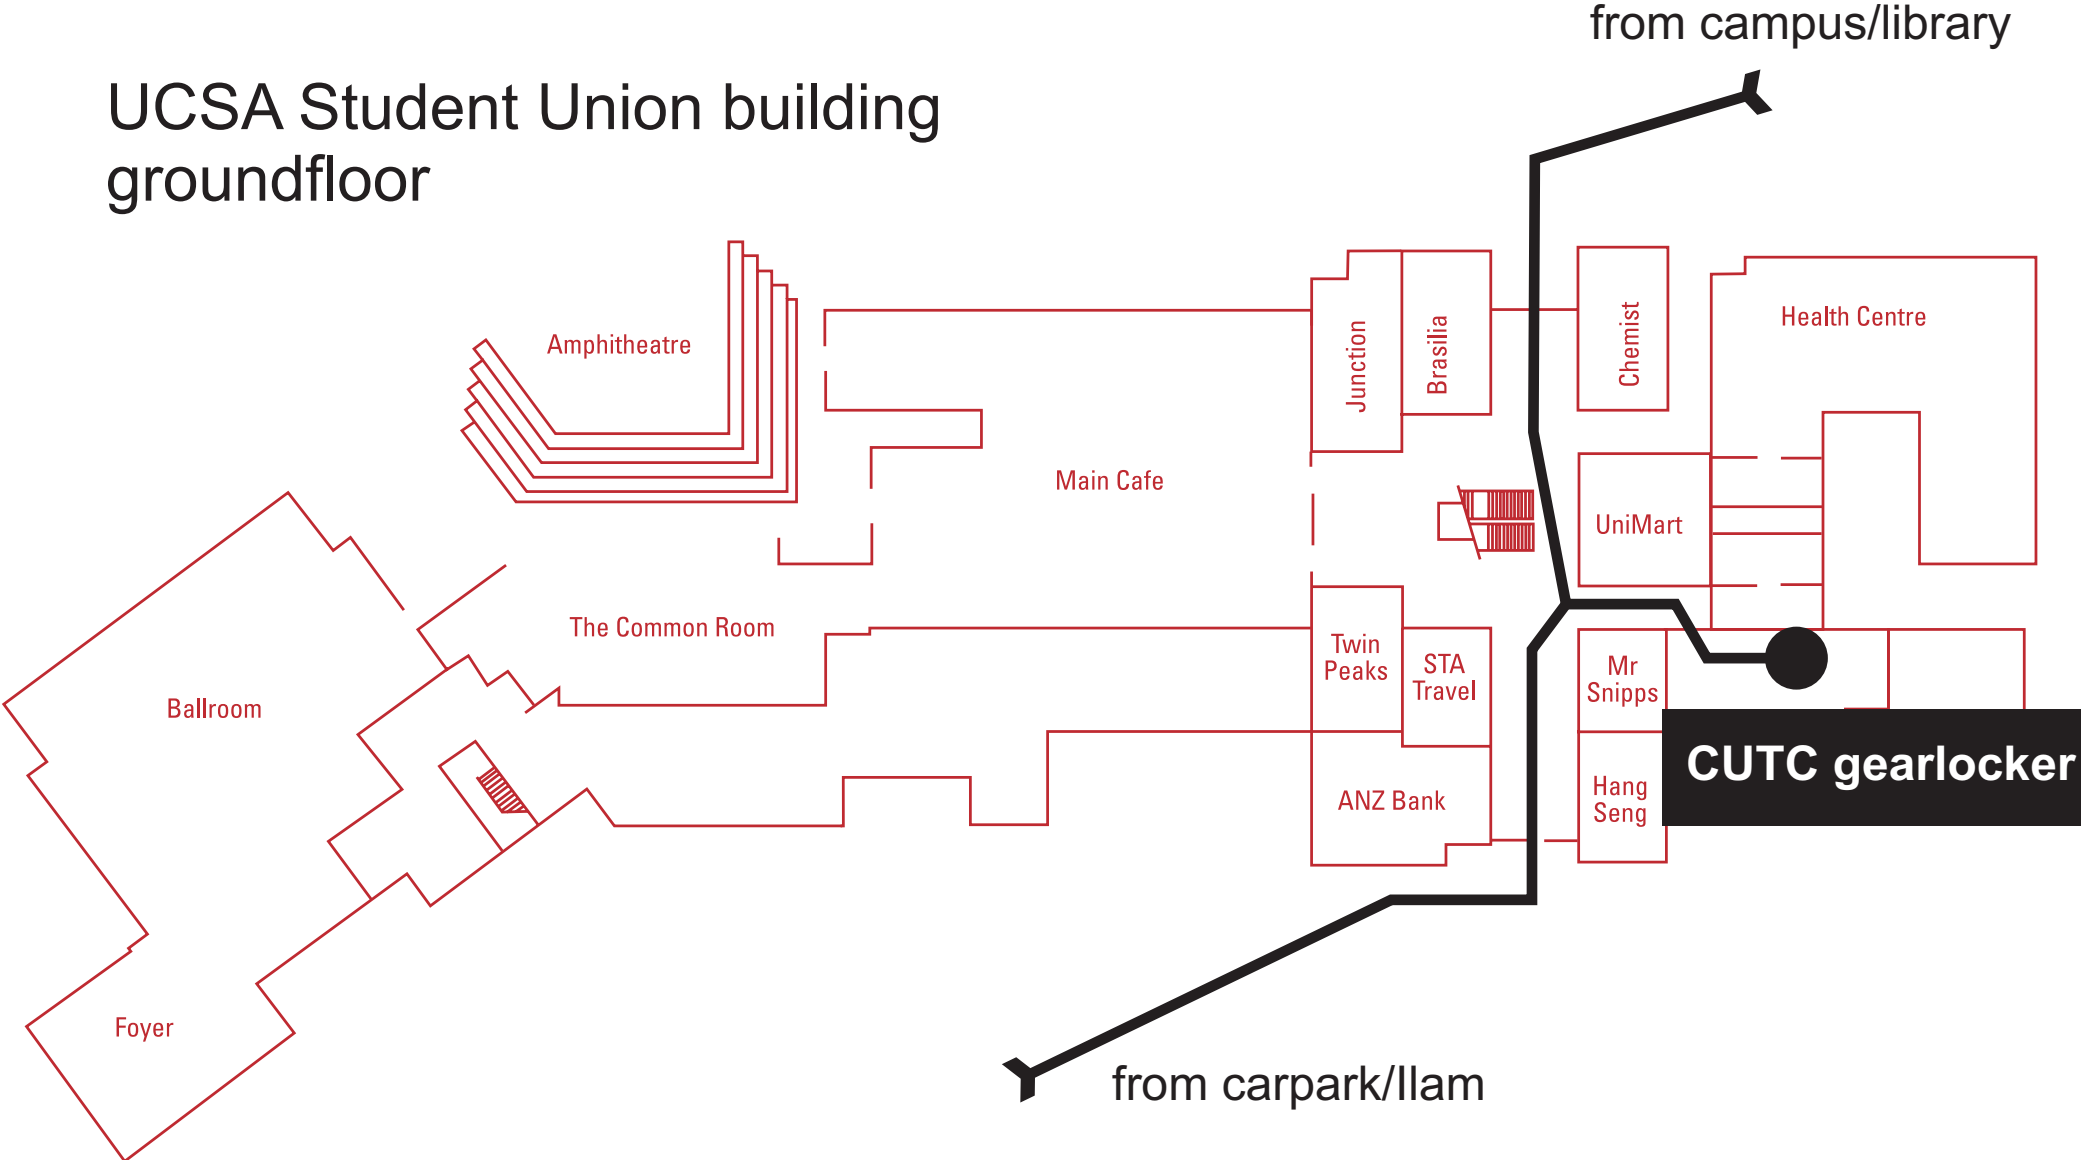 from campus/library
UCSA Student Union building
groundfloor
Amphitheatre
Junction
Brasilia
Chemist
Health Centre
Main Cafe
UniMart
The Common Room
Twin
Peaks
STA
Travel
Mr
Snipps
Ballroom
CUTC gearlocker
ANZ Bank
Hang
Seng
Foyer
from carpark/Ilam